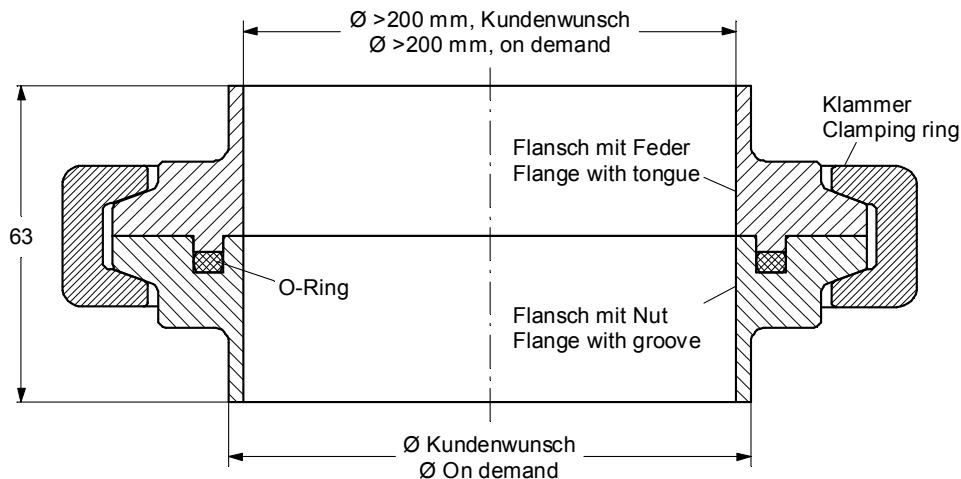 Ø >200 mm, Kundenwunsch
Ø >200 mm, on demand
Klammer
Clamping ring
Flansch mit Feder
Flange with tongue
63
O-Ring
Flansch mit Nut
Flange with groove
Ø Kundenwunsch
Ø On demand